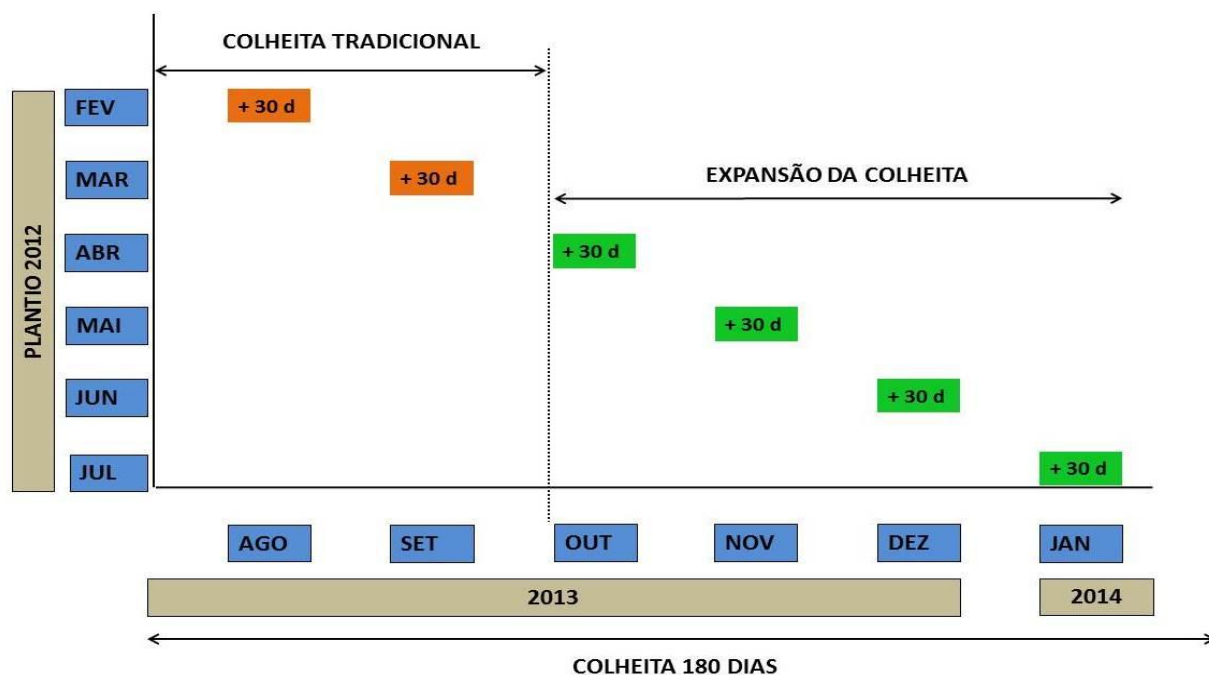 COLHEITA TRADICIONAL
PLANTIO 2012
FEV
+ 30 d
MAR
+ 30 d
EXPANSÃO DA COLHEITA
ABR
+ 30 d
MAI
+ 30 d
JUN
+ 30 d
JUL
+ 30 d
AGO
SET
OUT
NOV
DEZ
JAN
2013
2014
COLHEITA 180 DIAS